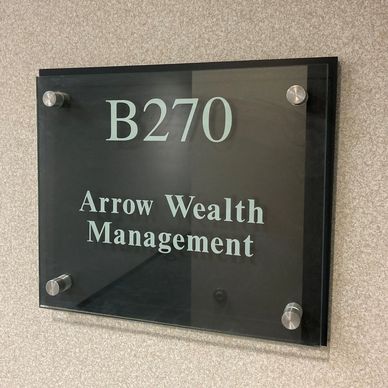 B270
Arrow Wealth
Management